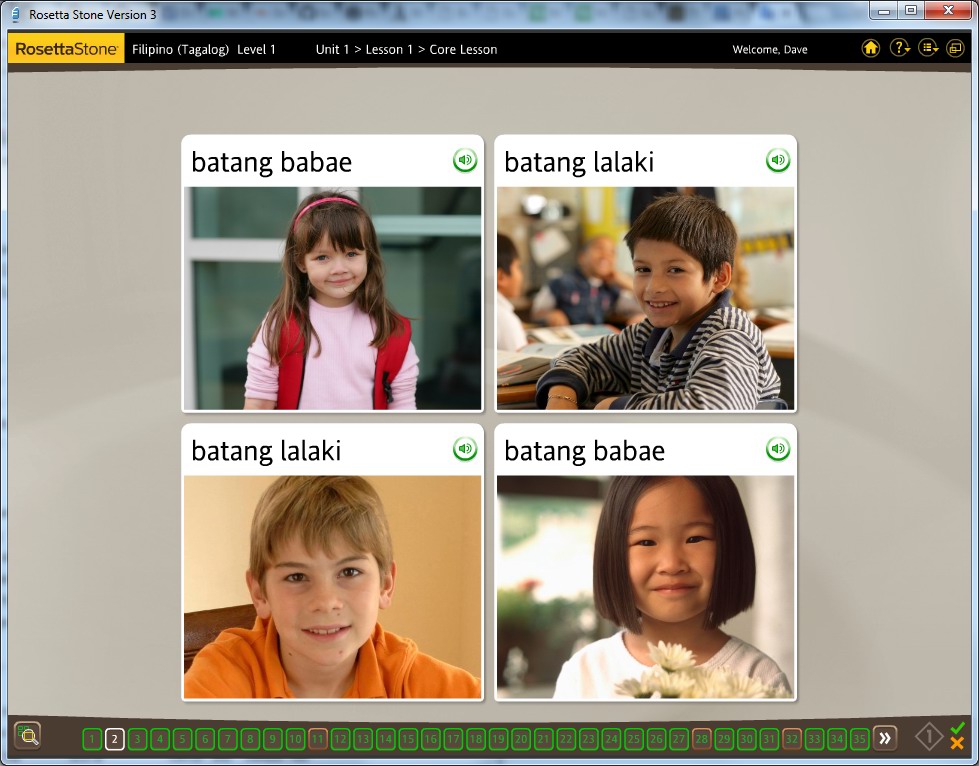 Rosetta Stone Version 3
RosettaStone
Filipino (Tagalog) Level 1
Unit 1 > Lesson 1 > Core Lesson
Welcome, Dave
?
batang babae
batang lalaki
batang lalaki
batang babae
1 2 3 4 5 6 7 8 9 10 11 12 13 14 15 16 17 18 19 20 21 22 23 24 25 26 27 28 29 30 31 32 33 34 35 »
1